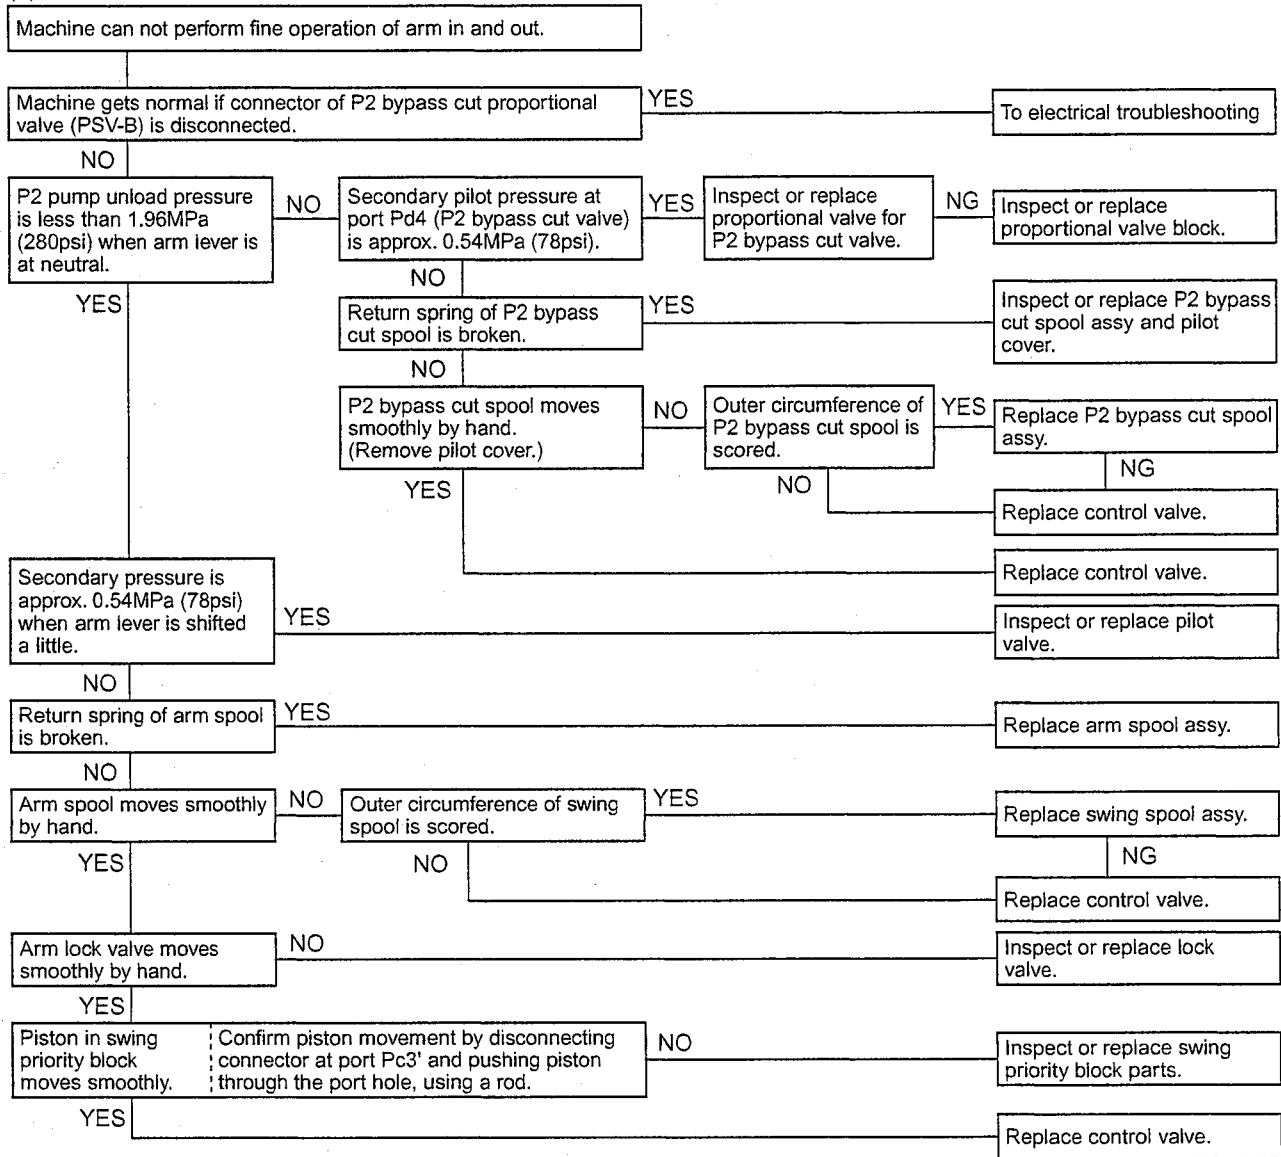 Machine can not perform fine operation of arm in and out.
Machine gets normal if connector of P2 bypass cut proportional
valve (PSV-B) is disconnected.
YES
To electrical troubleshooting
NO
P2 pump unload pressure
is less than 1.96MPa
(280psi) when arm lever is
at neutral.
NO
Secondary pilot pressure at
port Pd4 (P2 bypass cut valve)
is approx. 0.54MPa (78psi).
YES
Inspect or replace
proportional valve for
P2 bypass cut valve.
NG
Inspect or replace
proportional valve block.
YES
NO
Return spring of P2 bypass
cut spool is broken.
YES
Inspect or replace P2 bypass
cut spool assy and pilot
cover.
NO
P2 bypass cut spool moves
smoothly by hand.
(Remove pilot cover.)
NO
Outer circumference of
P2 bypass cut spool is
scored.
YES
Replace P2 bypass cut spool
assy.
NG
YES
NO
Replace control valve.
Replace control valve.
Secondary pressure is
approx. 0.54MPa (78psi)
when arm lever is shifted
a little.
YES
Inspect or replace pilot
valve.
NO
Return spring of arm spool
is broken.
YES
Replace arm spool assy.
NO
Arm spool moves smoothly
by hand.
NO
Outer circumference of swing
spool is scored.
YES
Replace swing spool assy.
YES
NO
NG
Replace control valve.
Arm lock valve moves
smoothly by hand.
NO
Inspect or replace lock
valve.
YES
Piston in swing
priority block
moves smoothly.
Confirm piston movement by disconnecting
connector at port Pc3' and pushing piston
through the port hole, using a rod.
NO
Inspect or replace swing
priority block parts.
YES
Replace control valve.